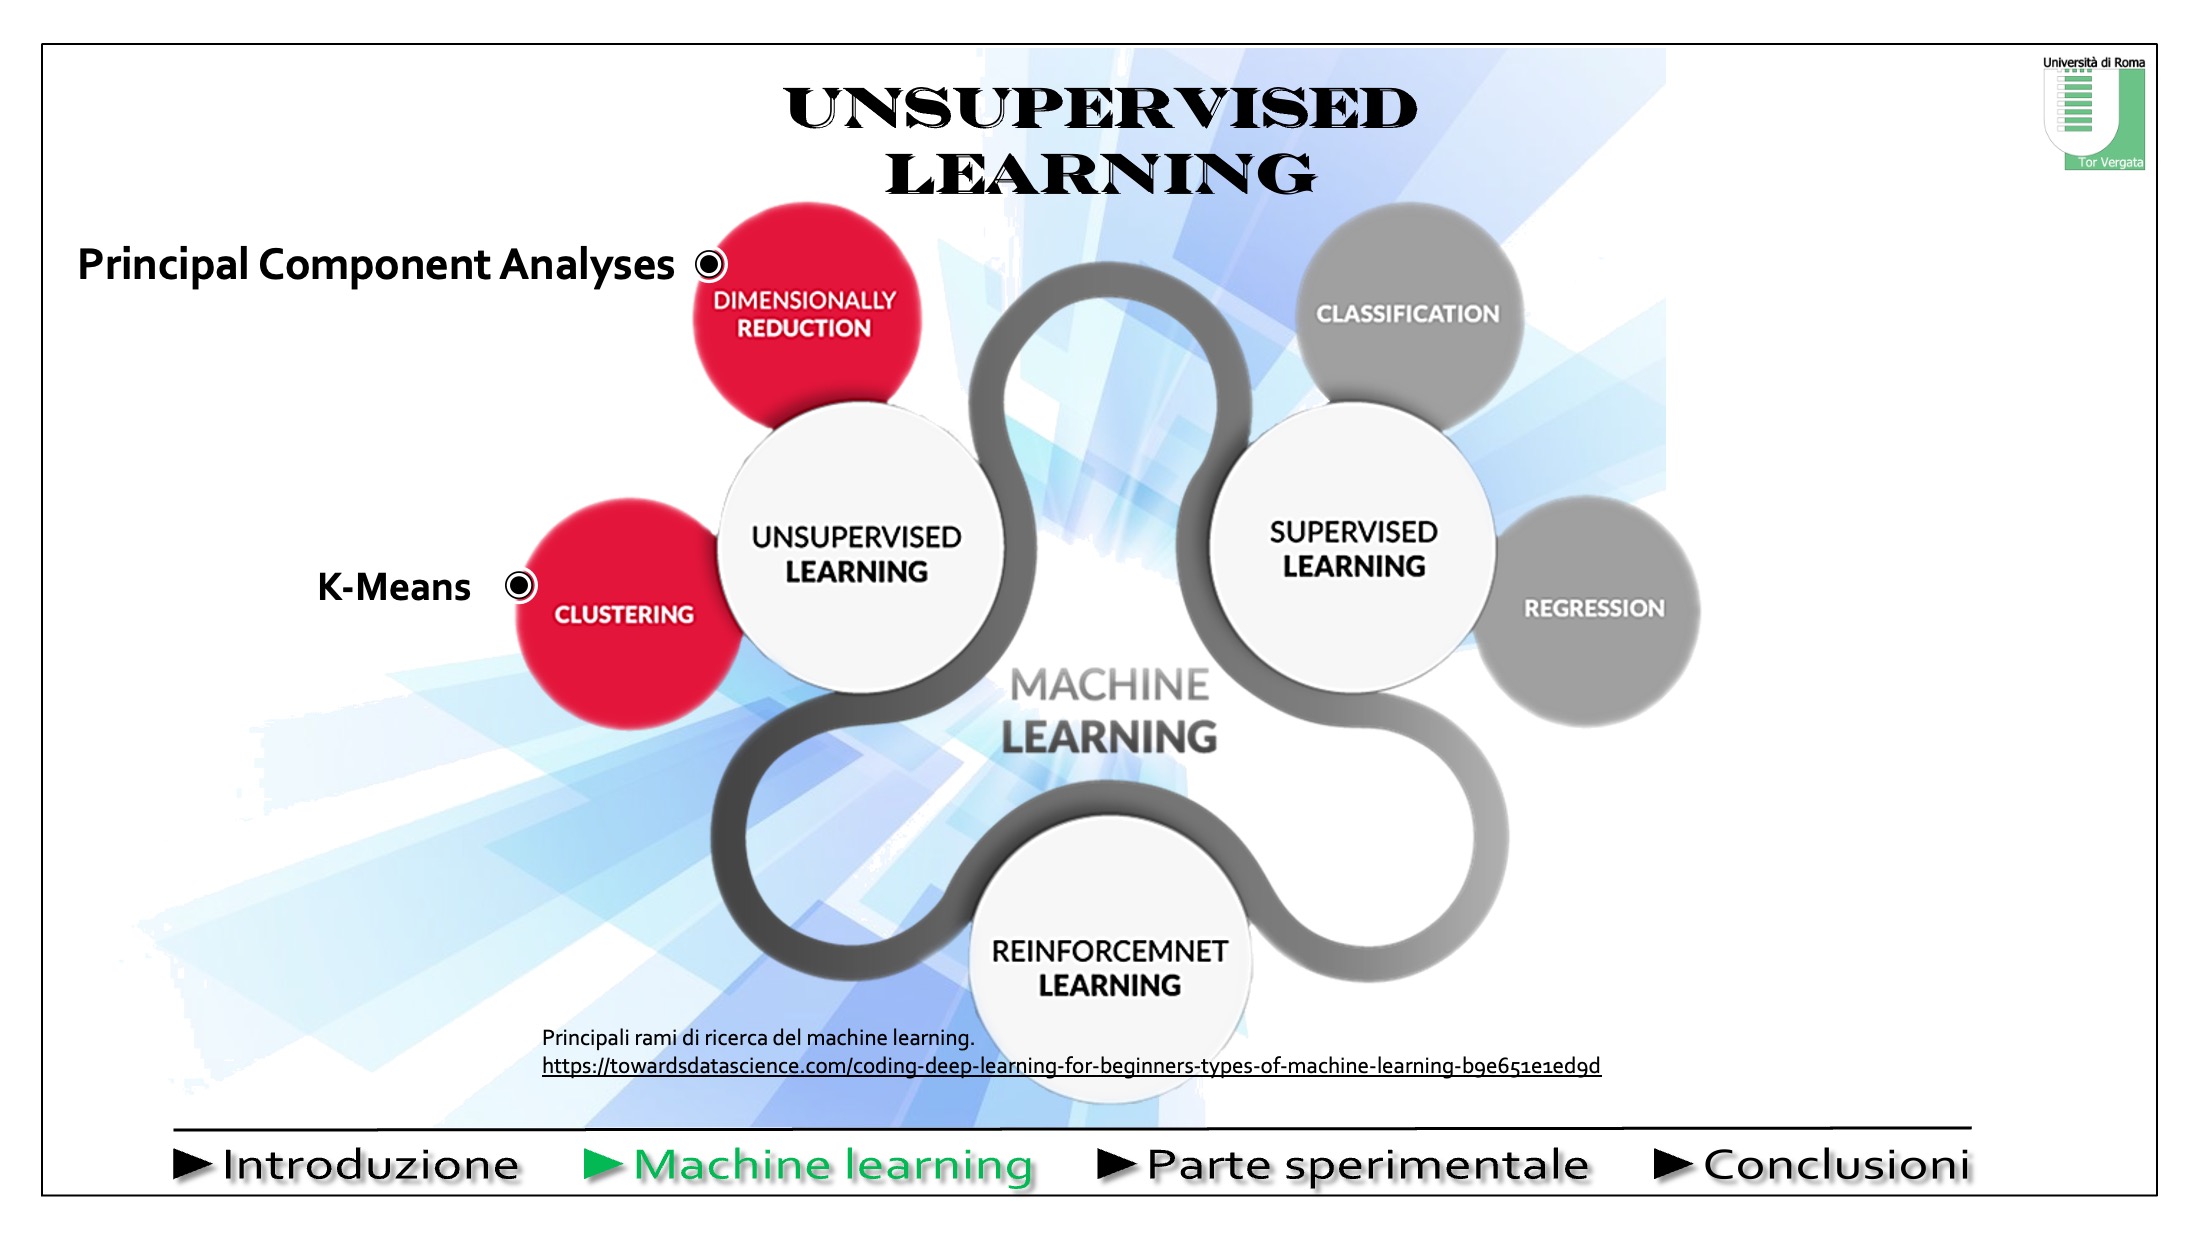 UNSUPERVISED
LEARNING
Università di Roma
Tor Vergata
Principal Component Analyses
DIMENSIONALLY
REDUCTION
CLASSIFICATION
UNSUPERVISED
LEARNING
SUPERVISED
LEARNING
K-Means
CLUSTERING
REGRESSION
MACHINE
LEARNING
REINFORCEMNET
LEARNING
Principali rami di ricerca del machine learning.
https://towardsdatascience.com/coding-deep-learning-for-beginners-types-of-machine-learning-b9e651e1ed9d
►Introduzione ►Machine learning ►Parte sperimentale ►Conclusioni